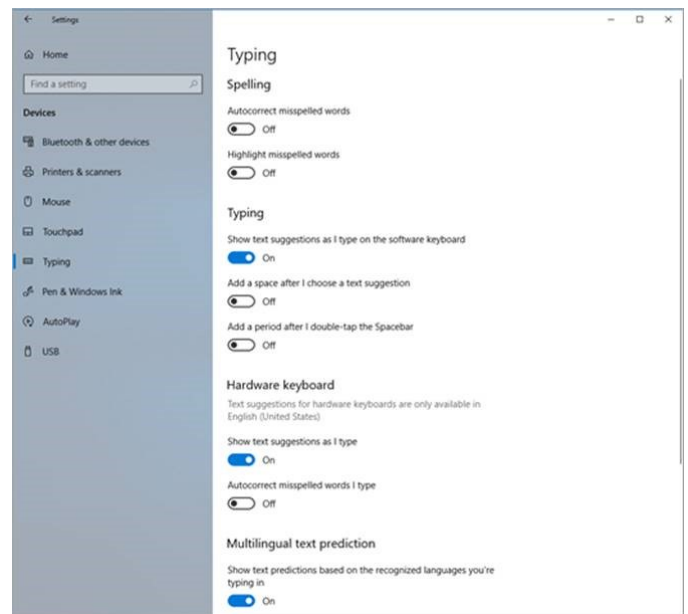 Settings
Home
Find a setting
Devices
Bluetooth & other devices
Printers & scanners
Mouse
Touchpad
Typing
Pen & Windows Ink
AutoPlay
USB
Typing
Spelling
Autocorrect misspelled words
Off
Highlight misspelled words
Off
Typing
Show text suggestions as I type on the software keyboard
On
Add a space after I choose a text suggestion
Off
Add a period after I double-tap the Spacebar
Off
Hardware keyboard
Text suggestions for hardware keyboards are only available in
English (United States)
Show text suggestions as I type
On
Autocorrect misspelled words I type
Off
Multilingual text prediction
Show text predictions based on the recognized languages you're
typing in
On